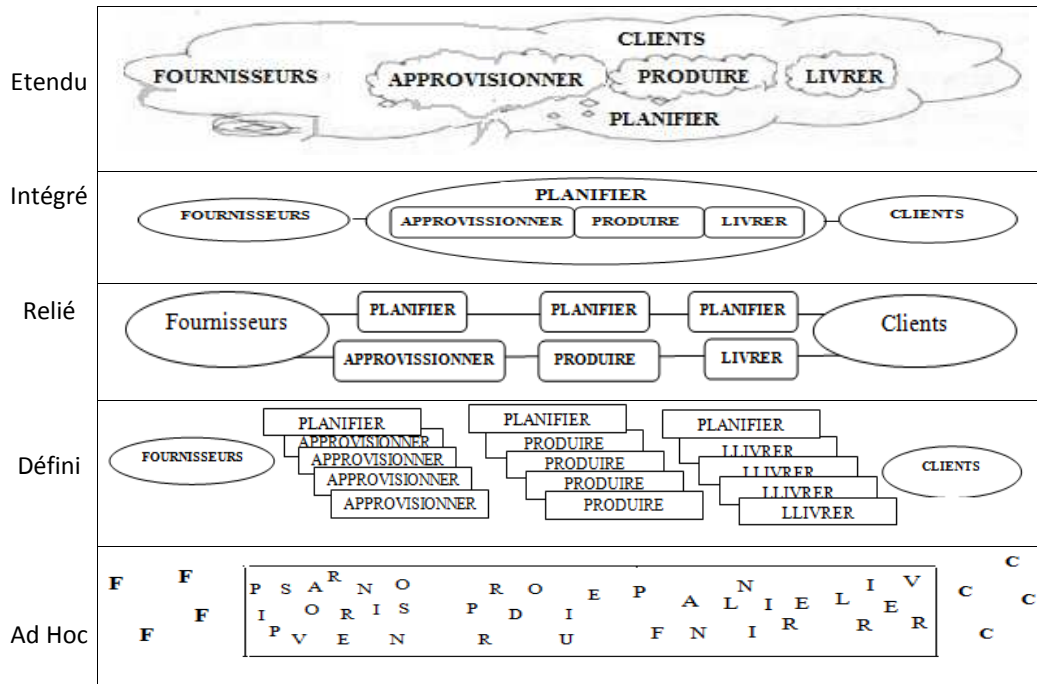 Etendu
CLIENTS
FOURNISSEURS APPROVISIONNER PRODUIRE LIVRER
PLANIFIER
Intégré
PLANIFIER
FOURNISSEURS APPROVISSIONNER PRODUIRE LIVRER CLIENTS
Relié
Fournisseurs PLANIFIER PLANIFIER PLANIFIER Clients
APPROVISSIONNER PRODUIRE LIVRER
Défini
PLANIFIER PLANIFIER PLANIFIER
APPROVISIONNER PRODUIRE LLIVRER
FOURNISSEURS APPROVISIONNER PRODUIRE LLIVRER CLIENTS
APPROVISIONNER PRODUIRE LLIVRER
APPROVISIONNER PRODUIRE LLIVRER
Ad Hoc
F F P S A R N O R O E P N L I V C C
F I O R I S P D I A L I E L E R C
F P V E N R U F N I R R R C